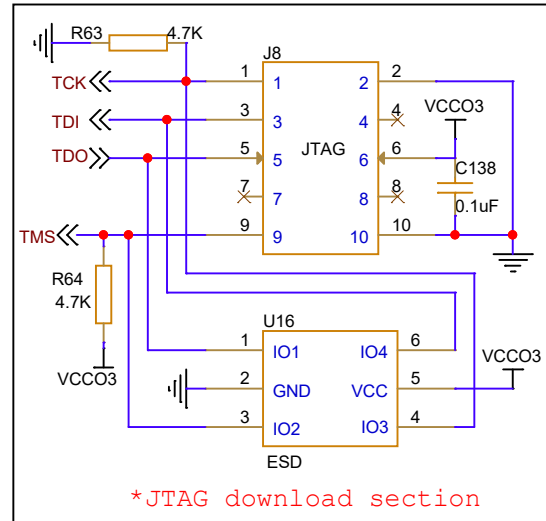 R63 4.7K
J8
TCK 1 1 2 2
TDI 3 3 4 4 VCCO3
TDO 5 5 JTAG 6 6
C138
7 7 8 8
0.1uF
TMS 9 9 10 10
R64
4.7K
U16
1 IO1 IO4 6
VCCO3 2 GND VCC 5 VCCO3
3 IO2 IO3 4
ESD
*JTAG download section